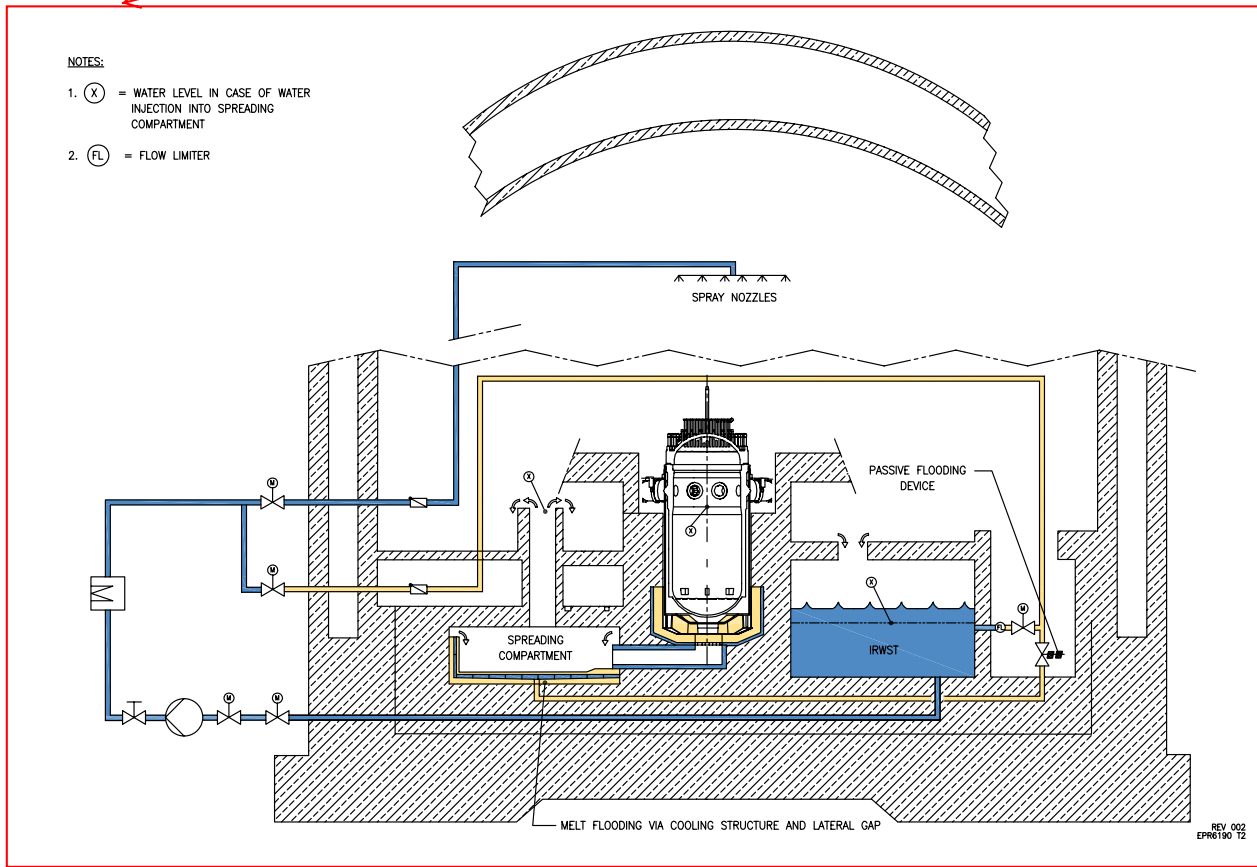 NOTES:
1. X = WATER LEVEL IN CASE OF WATER
INJECTION INTO SPREADING
COMPARTMENT
2. FL = FLOW LIMITER
SPRAY NOZZLES
PASSIVE FLOODING
DEVICE
X
M
X
M
X
M
FL
SPREADING
COMPARTMENT
IRWST
M
M
MELT FLOODING VIA COOLING STRUCTURE AND LATERAL GAP
REV 002
EPR6190 T2